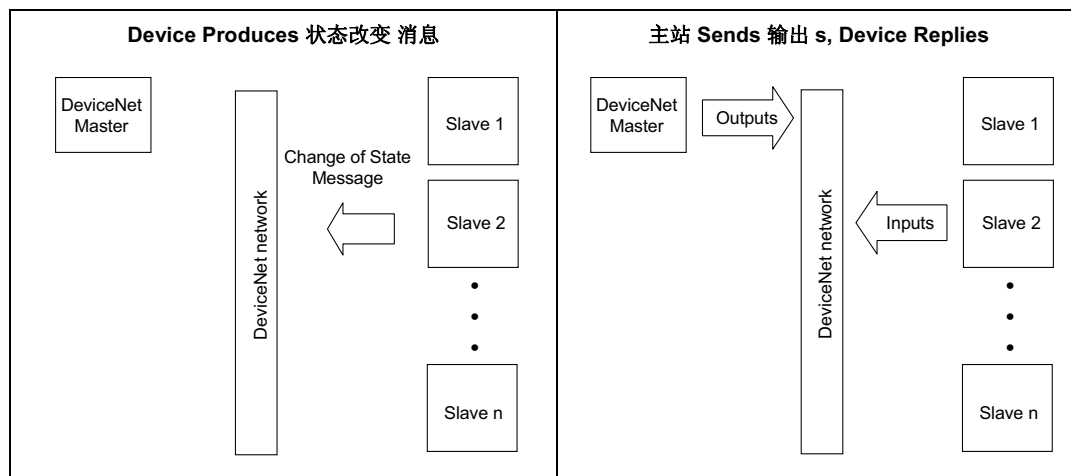 Device Produces 状态改变 消息
DeviceNet
Master
DeviceNet network
Change of State
Message
Slave 1
Slave 2
Slave n
主站 Sends 输出 s, Device Replies
DeviceNet
Master
Outputs
DeviceNet network
Inputs
Slave 1
Slave 2
Slave n